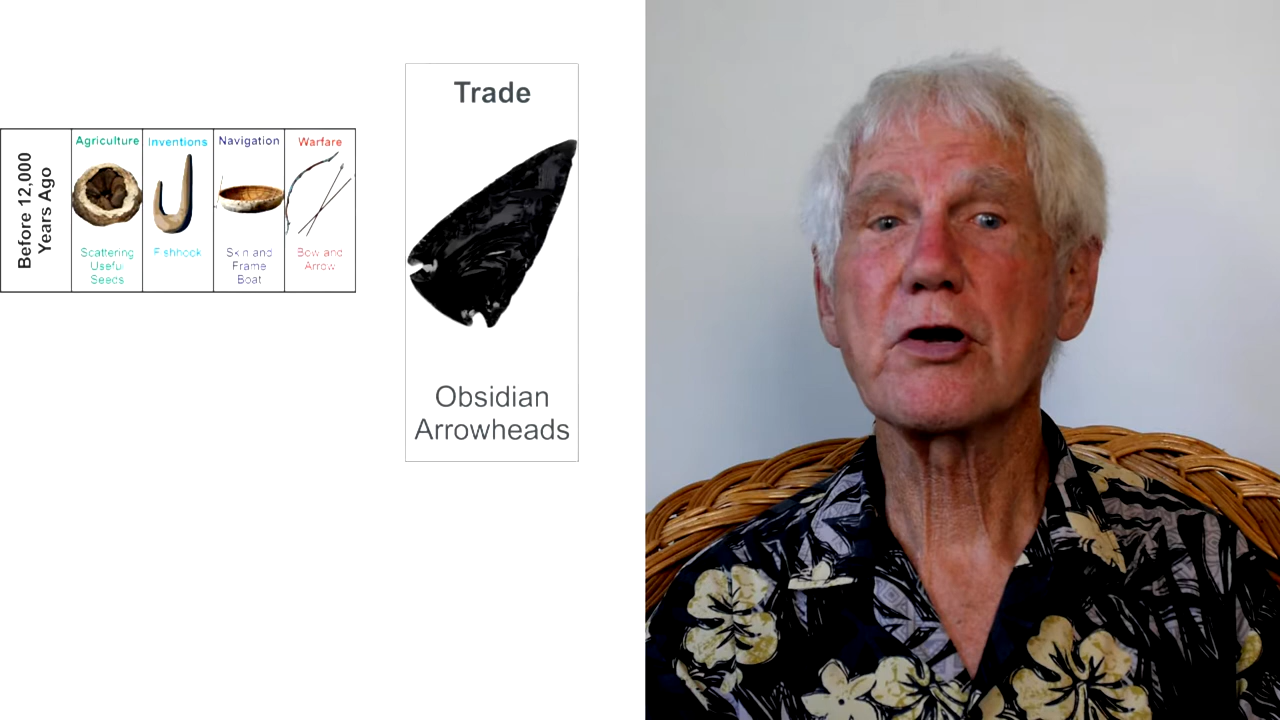 Before 12,000
Years Ago
Agriculture
Scattering
Useful
Seeds
Inventions
Fishhook
Navigation
Skin and
Frame
Boat
Warfare
Bow and
Arrow
Trade
Obsidian
Arrowheads